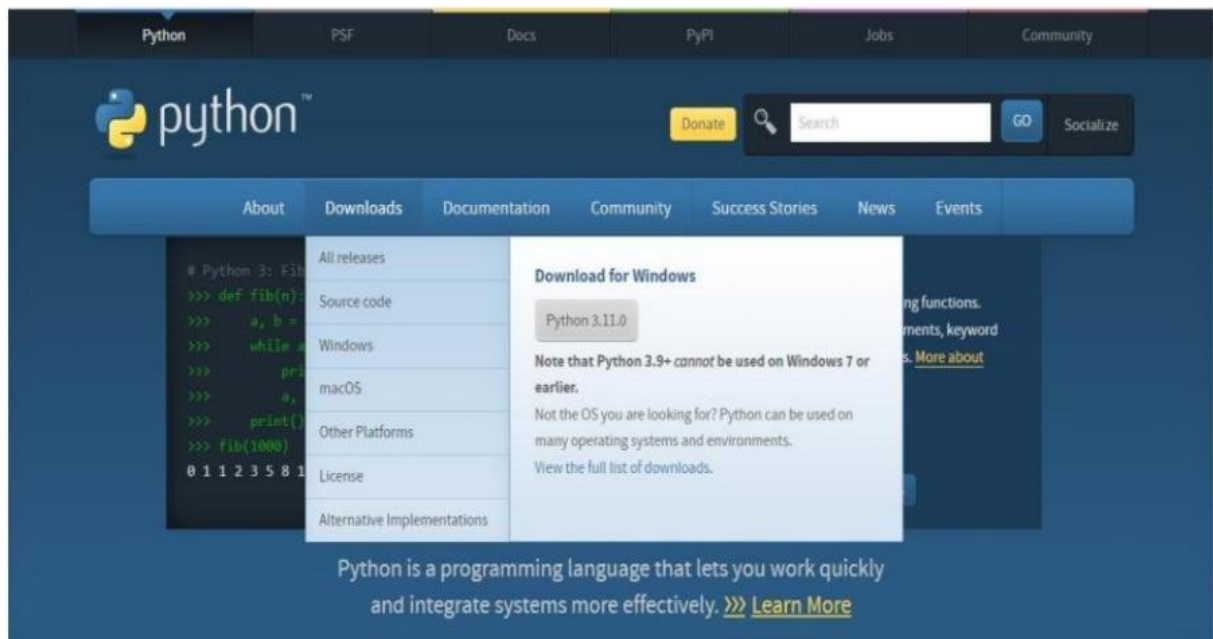 Python PSF Docs PyPI Jobs Community
python™
Donate Search GO Socialize
About Downloads Documentation Community Success Stories News Events
# Python 3: Fib
>>> def fib(n):
>>> a, b =
>>> while a
>>> pri
>>> a,
>>> print()
>>> fib(1000)
0 1 1 2 3 5 8 1
All releases
Source code
Windows
macOS
Other Platforms
License
Alternative Implementations
Download for Windows
Python 3.11.0
Note that Python 3.9+ cannot be used on Windows 7 or
earlier.
Not the OS you are looking for? Python can be used on
many operating systems and environments.
View the full list of downloads.
ng functions.
ments, keyword
s. More about
Python is a programming language that lets you work quickly
and integrate systems more effectively. >>> Learn More